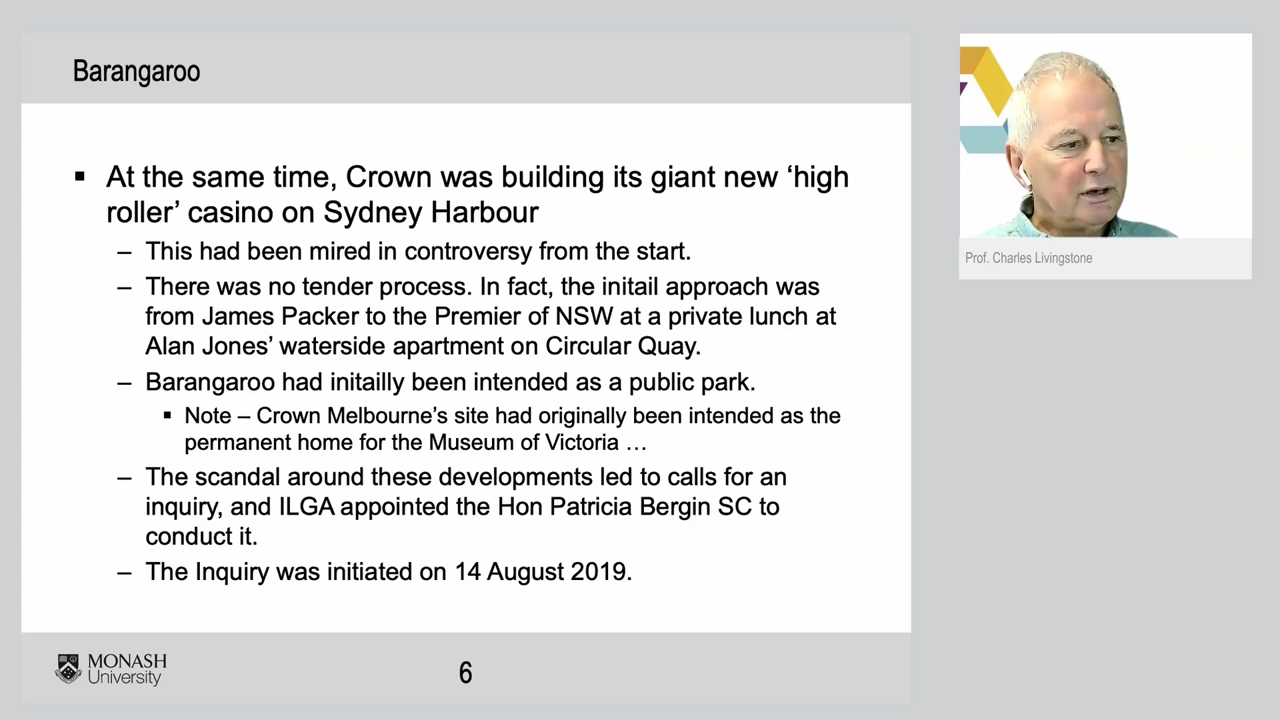 Barangaroo
▪ At the same time, Crown was building its giant new ‘high
roller’ casino on Sydney Harbour
– This had been mired in controversy from the start.
– There was no tender process. In fact, the initail approach was
from James Packer to the Premier of NSW at a private lunch at
Alan Jones’ waterside apartment on Circular Quay.
– Barangaroo had initailly been intended as a public park.
▪ Note – Crown Melbourne’s site had originally been intended as the
permanent home for the Museum of Victoria …
– The scandal around these developments led to calls for an
inquiry, and ILGA appointed the Hon Patricia Bergin SC to
conduct it.
– The Inquiry was initiated on 14 August 2019.
MONASH
University
6
Prof. Charles Livingstone